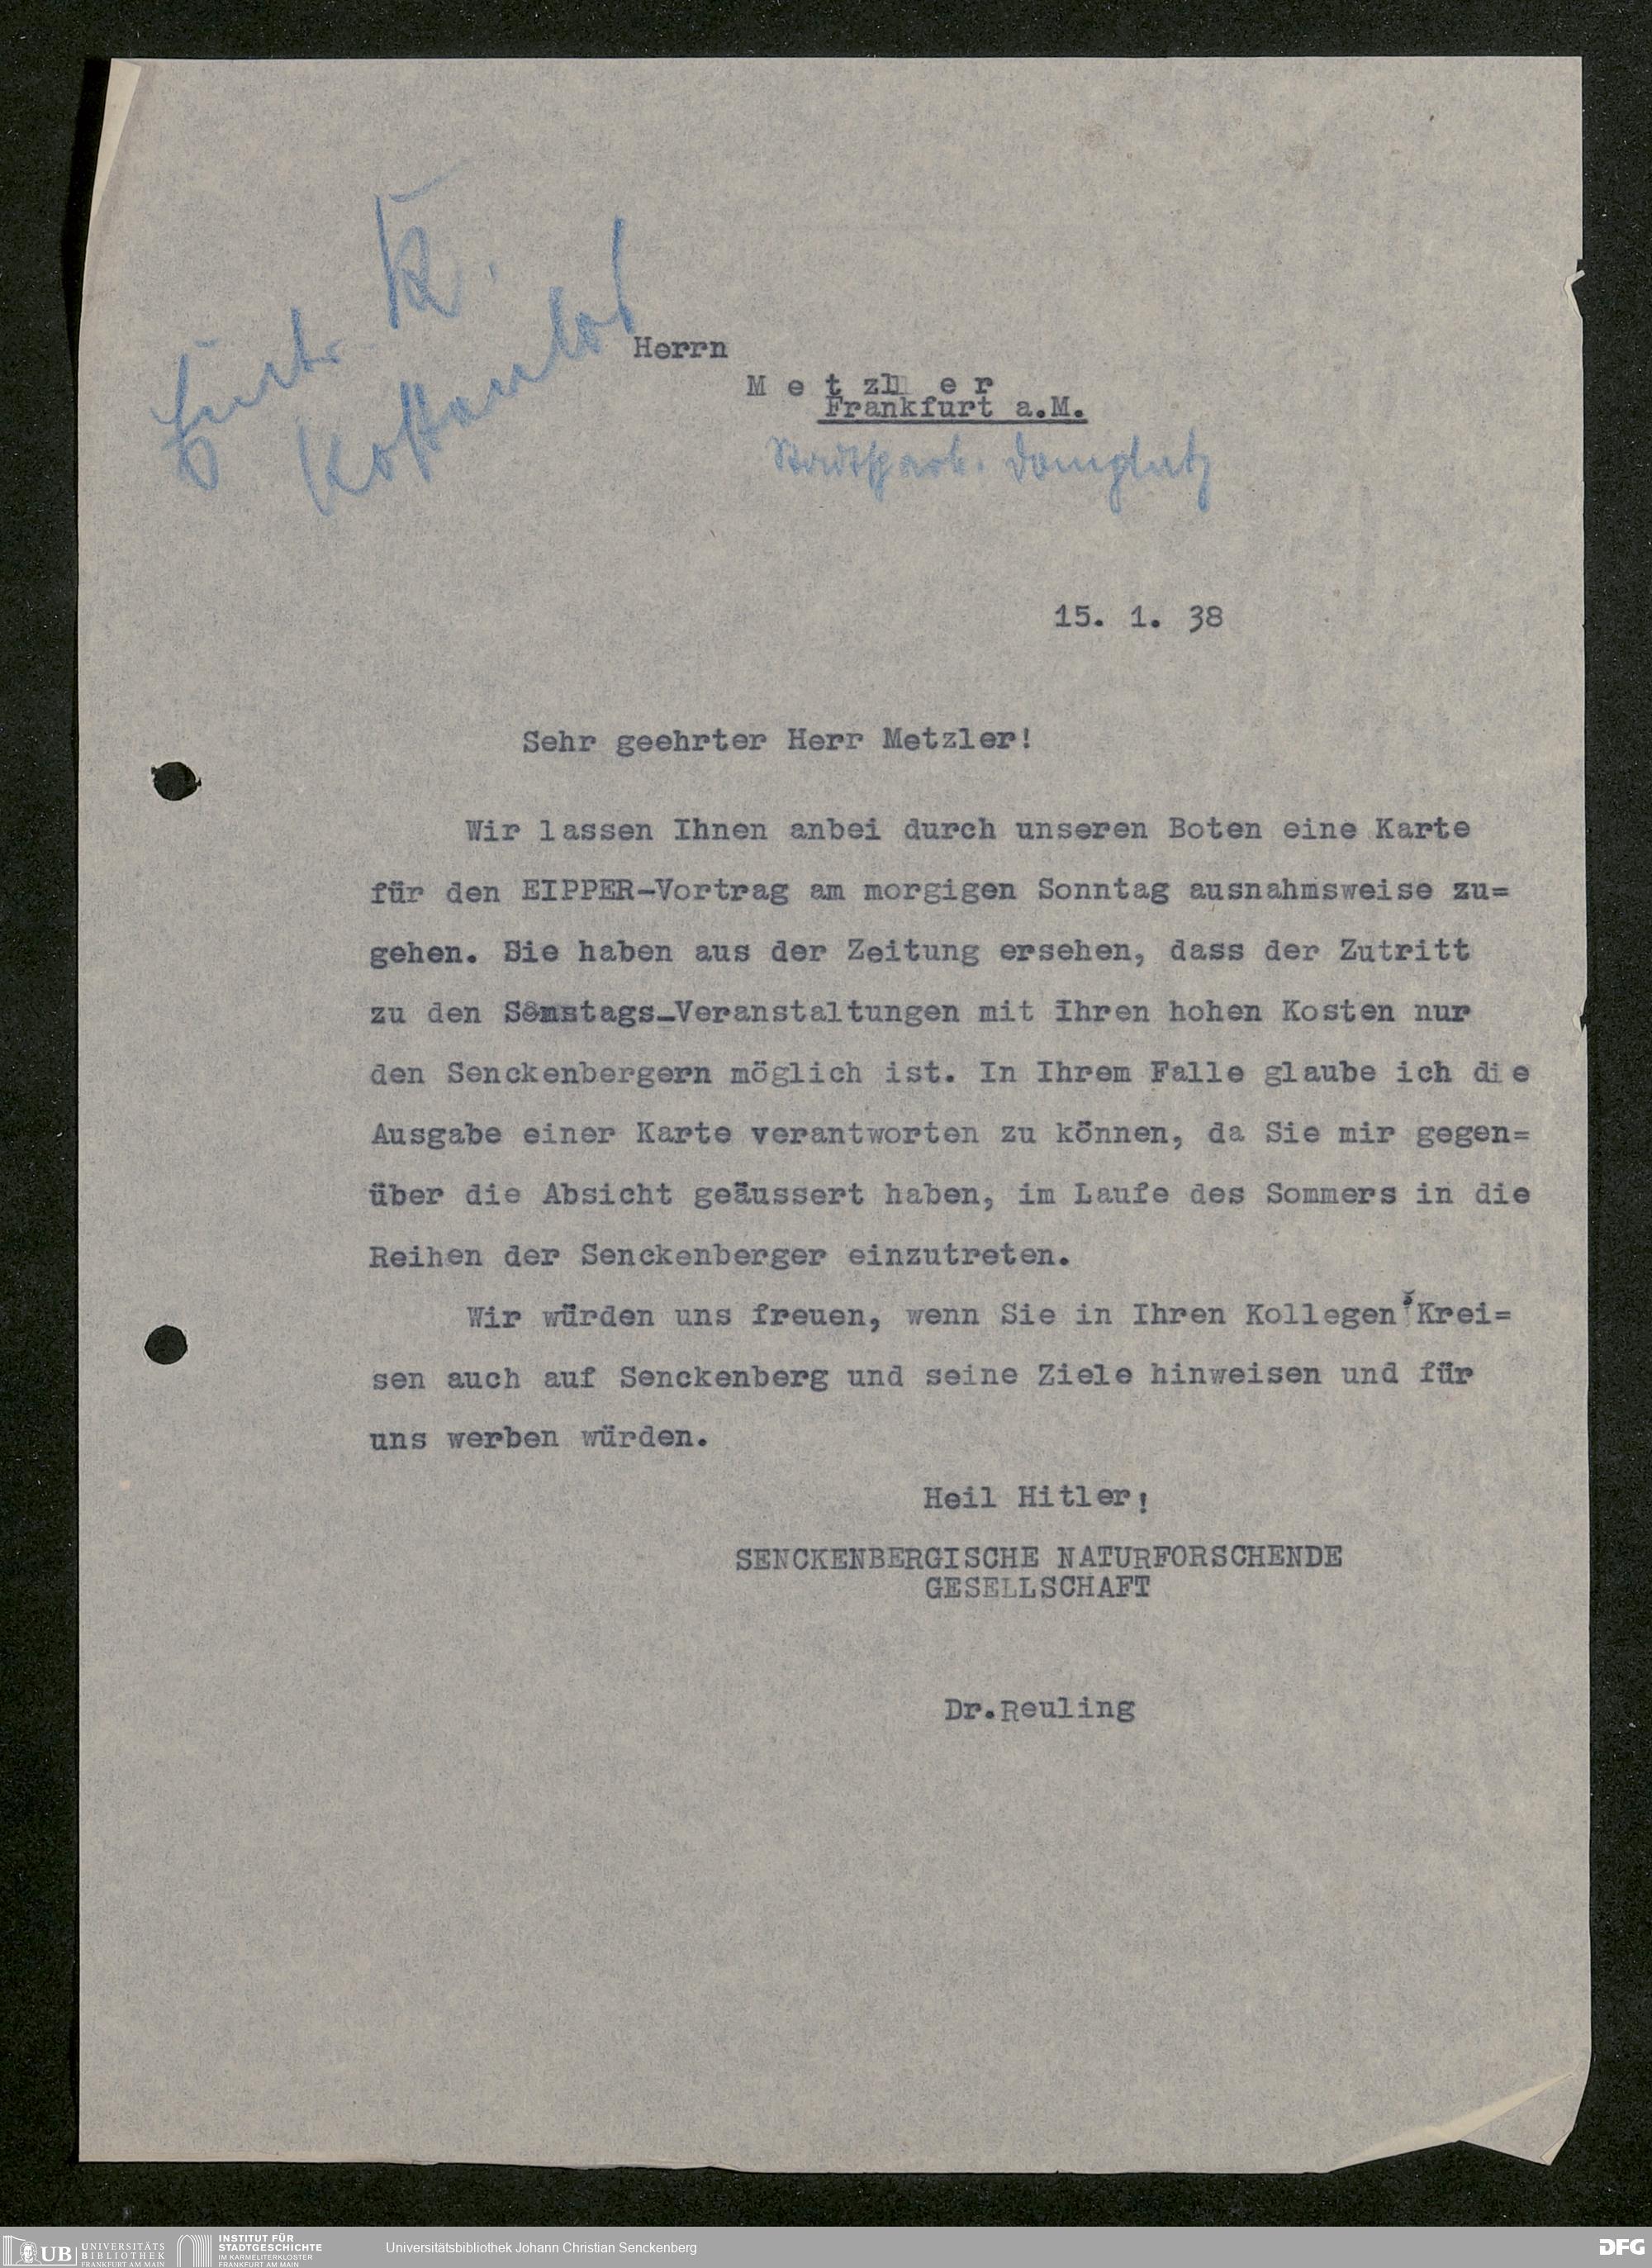 K.
Eintr.
Kostenlos
Herrn
M e t zl e r
Frankfurt a.M.
Stadtspark. Domplatz
15. 1. 38
Sehr geehrter Herr Metzler!
Wir lassen Ihnen anbei durch unseren Boten eine Karte
für den EIPPER-Vortrag am morgigen Sonntag ausnahmsweise zu=
gehen. Sie haben aus der Zeitung ersehen, dass der Zutritt
zu den Sonntags-Veranstaltungen mit ihren hohen Kosten nur
den Senckenbergern möglich ist. In Ihrem Falle glaube ich die
Ausgabe einer Karte verantworten zu können, da Sie mir gegen=
über die Absicht geäussert haben, im Laufe des Sommers in die
Reihen der Senckenberger einzutreten.
Wir würden uns freuen, wenn Sie in Ihren Kollegen Krei=
sen auch auf Senckenberg und seine Ziele hinweisen und für
uns werben würden.
Heil Hitler!
SENCKENBERGISCHE NATURFORSCHENDE
GESELLSCHAFT
Dr.Reuling
UB UNIVERSITÄTS
BIBLIOTHEK
FRANKFURT AM MAIN
INSTITUT FÜR
STADTGESCHICHTE
IM KARMELITERKLOSTER
FRANKFURT AM MAIN
Universitätsbibliothek Johann Christian Senckenberg
DFG